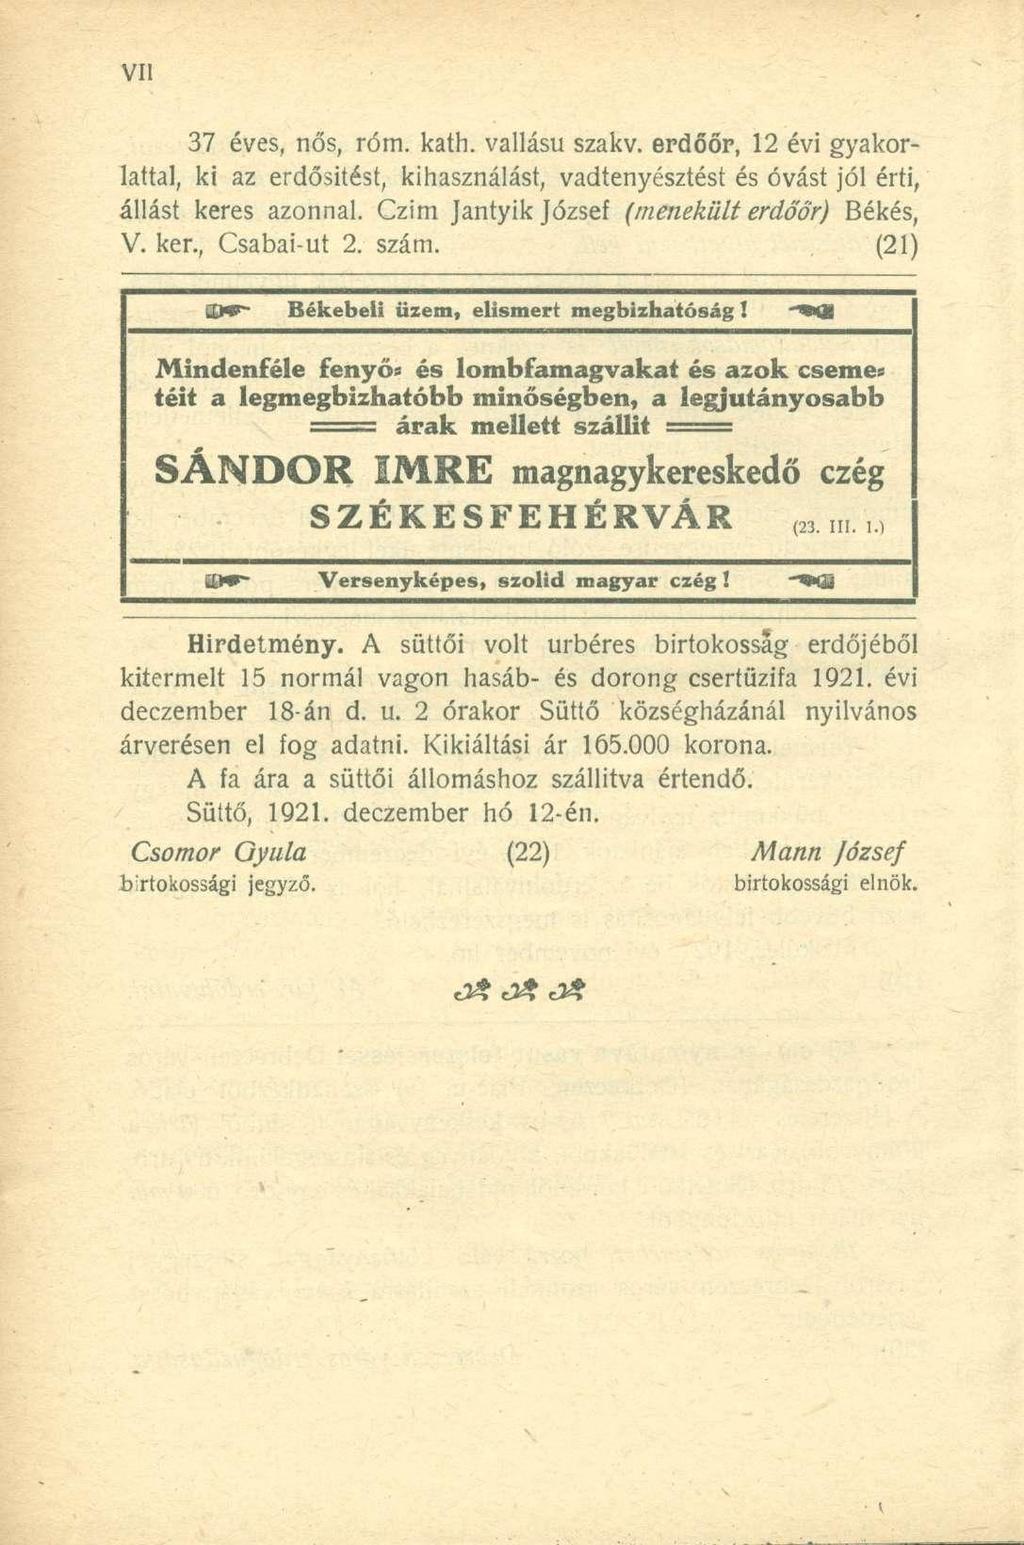 VII
37 éves, nős, róm. kath. vallásu szakv. erdőőr, 12 évi gyakor-
lattal, ki az erdősitést, kihasználást, vadtenyésztést és óvást jól érti,
állást keres azonnal. Czim Jantyik József (menekült erdőőr) Békés,
V. ker., Csabai-ut 2. szám. (21)
Békebeli üzem, elismert megbizhatóság!
Mindenféle fenyő= és lombfamagvakat és azok cseme=
téit a legmegbizhatóbb minőségben, a legjutányosabb
árak mellett szállit
SÁNDOR IMRE magnagykereskedő czég
SZÉKESFEHÉRVÁR (23. III. 1.)
Versenyképes, szolid magyar czég!
Hirdetmény. A süttői volt urbéres birtokosság erdőjéből
kitermelt 15 normál vagon hasáb- és dorong csertüzifa 1921. évi
deczember 18-án d. u. 2 órakor Süttő községházánál nyilvános
árverésen el fog adatni. Kikiáltási ár 165.000 korona.
A fa ára a süttői állomáshoz szállitva értendő.
Süttő, 1921. deczember hó 12-én.
Csomor Gyula (22) Mann József
birtokossági jegyző. birtokossági elnök.